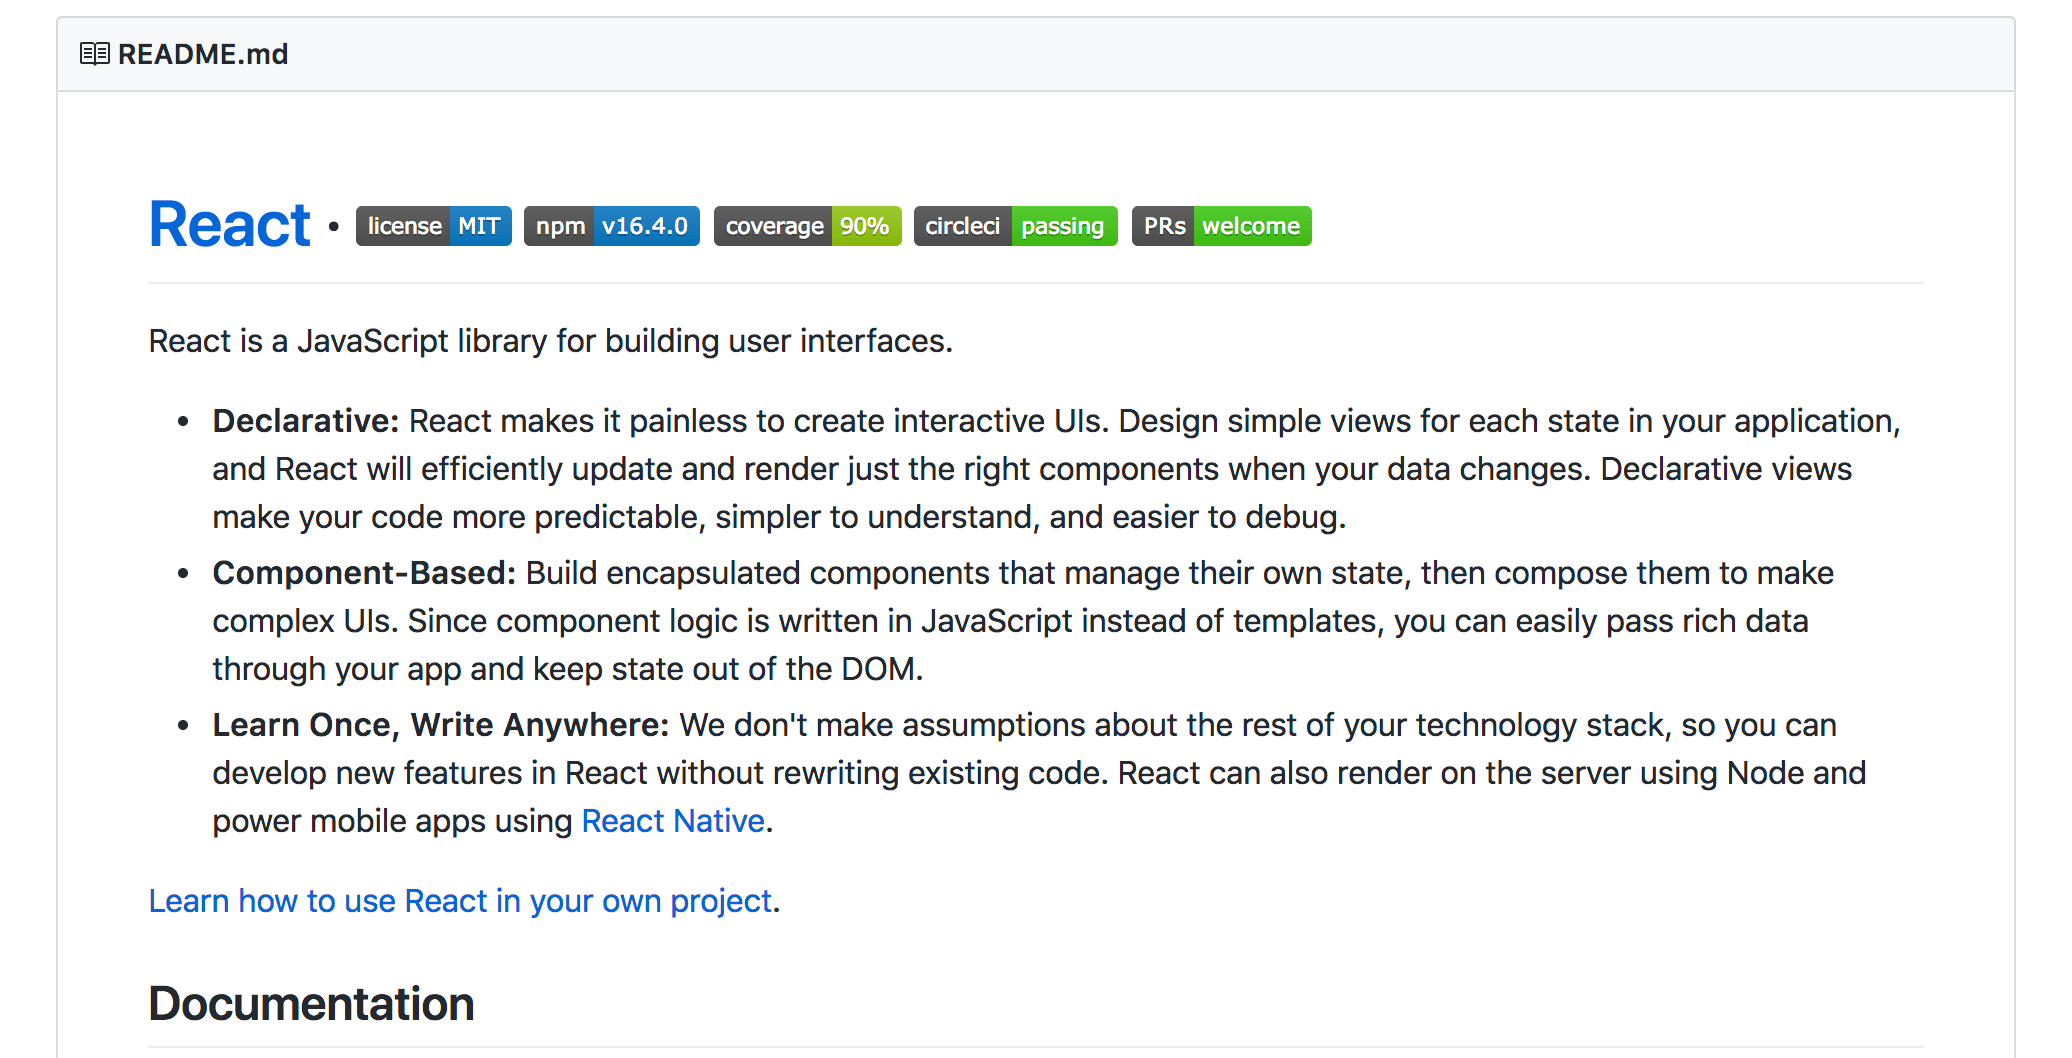 README.md
React · license MIT npm v16.4.0 coverage 90% circleci passing PRs welcome
React is a JavaScript library for building user interfaces.
• Declarative: React makes it painless to create interactive UIs. Design simple views for each state in your application,
and React will efficiently update and render just the right components when your data changes. Declarative views
make your code more predictable, simpler to understand, and easier to debug.
• Component-Based: Build encapsulated components that manage their own state, then compose them to make
complex UIs. Since component logic is written in JavaScript instead of templates, you can easily pass rich data
through your app and keep state out of the DOM.
• Learn Once, Write Anywhere: We don't make assumptions about the rest of your technology stack, so you can
develop new features in React without rewriting existing code. React can also render on the server using Node and
power mobile apps using React Native.
Learn how to use React in your own project.
Documentation